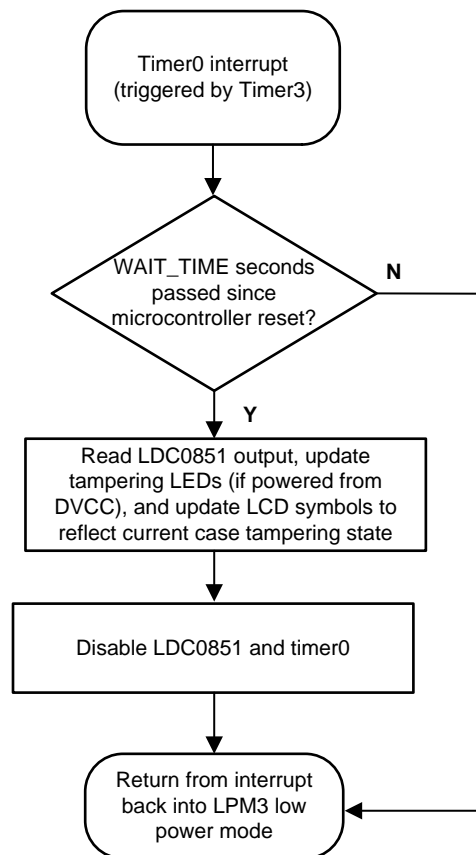 Timer0 interrupt
(triggered by Timer3)
WAIT_TIME seconds
passed since
microcontroller reset?
N
Y
Read LDC0851 output, update
tampering LEDs (if powered from
DVCC), and update LCD symbols to
reflect current case tampering state
Disable LDC0851 and timer0
Return from interrupt
back into LPM3 low
power mode